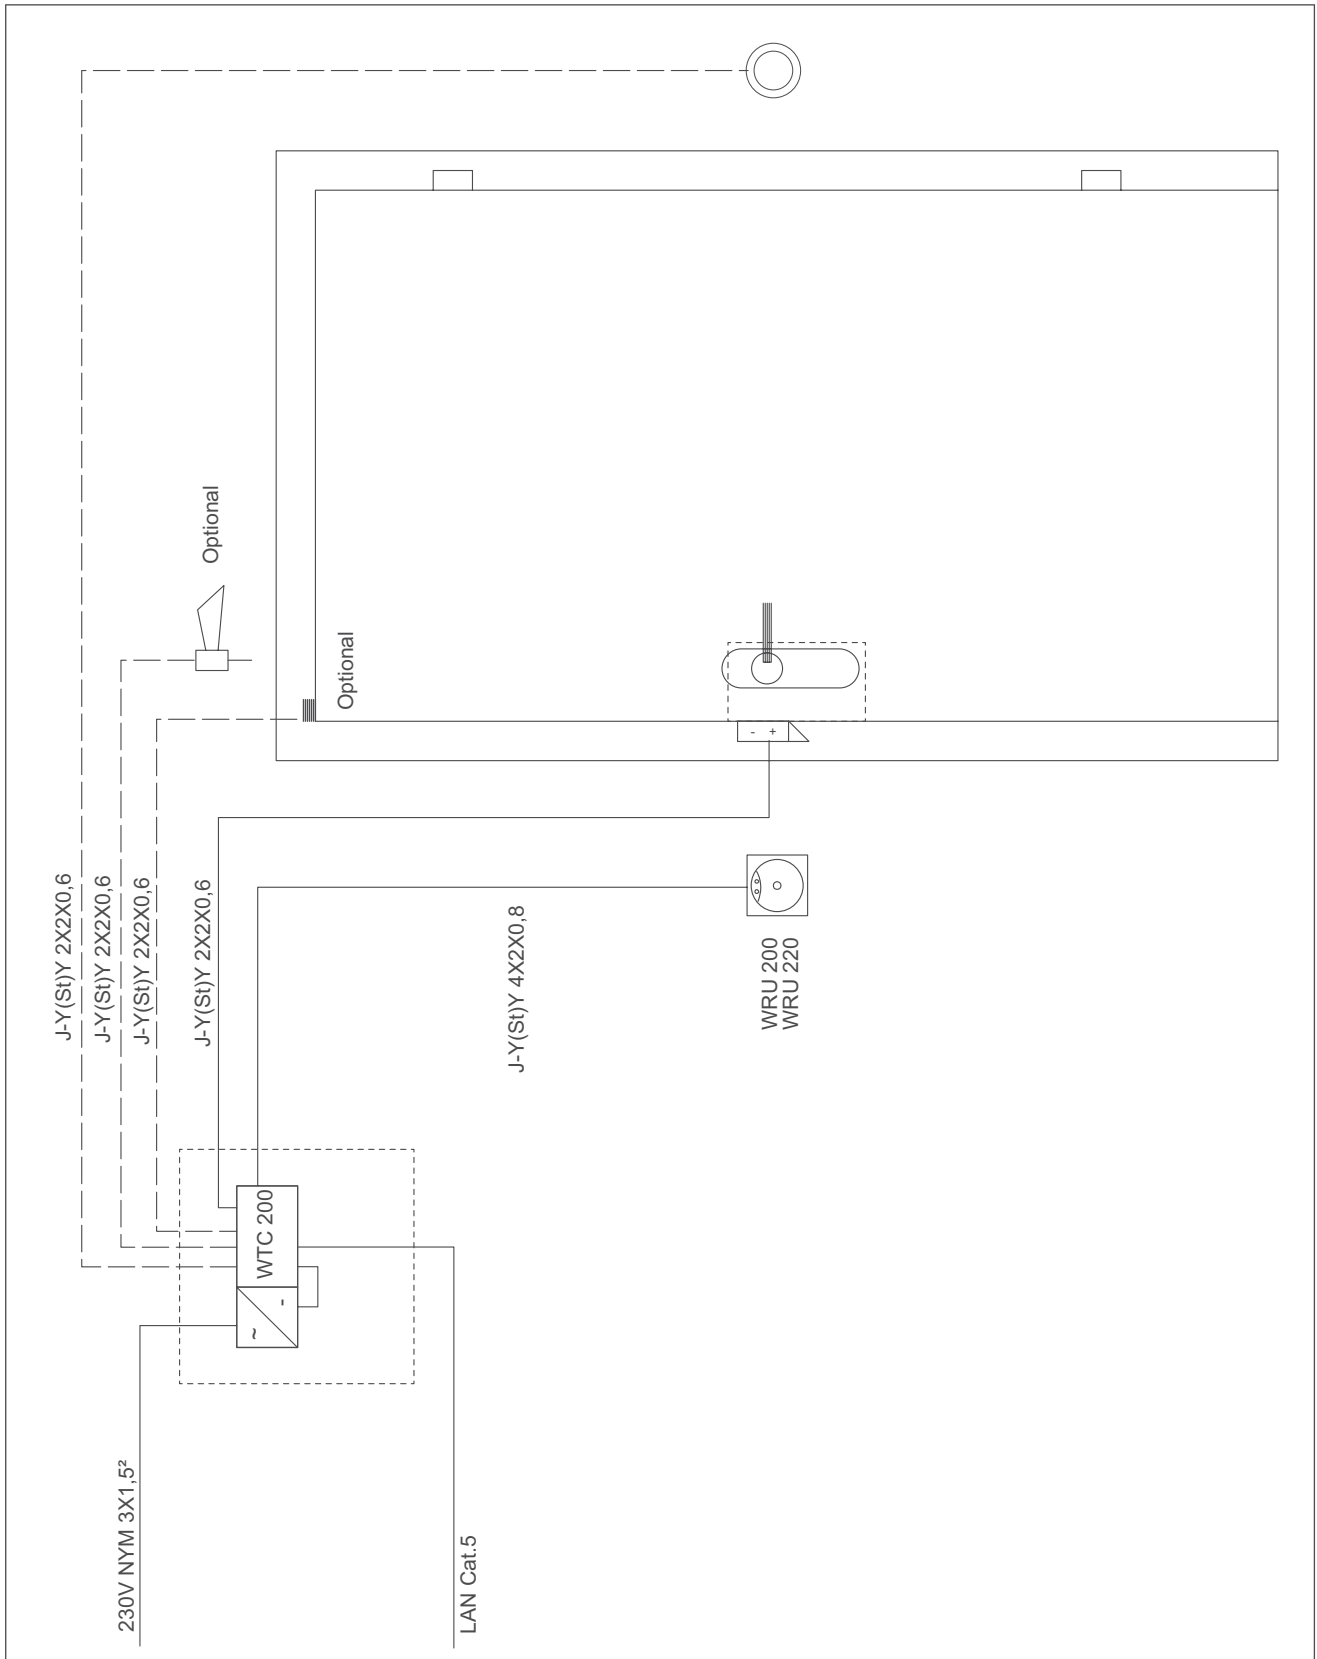 J-Y(St)Y 2X2X0,6
J-Y(St)Y 2X2X0,6
J-Y(St)Y 2X2X0,6
J-Y(St)Y 2X2X0,6
Optional
Optional
- +
J-Y(St)Y 4X2X0,8
WRU 200
WRU 220
WTC 200
~ -
230V NYM 3X1,5²
LAN Cat.5